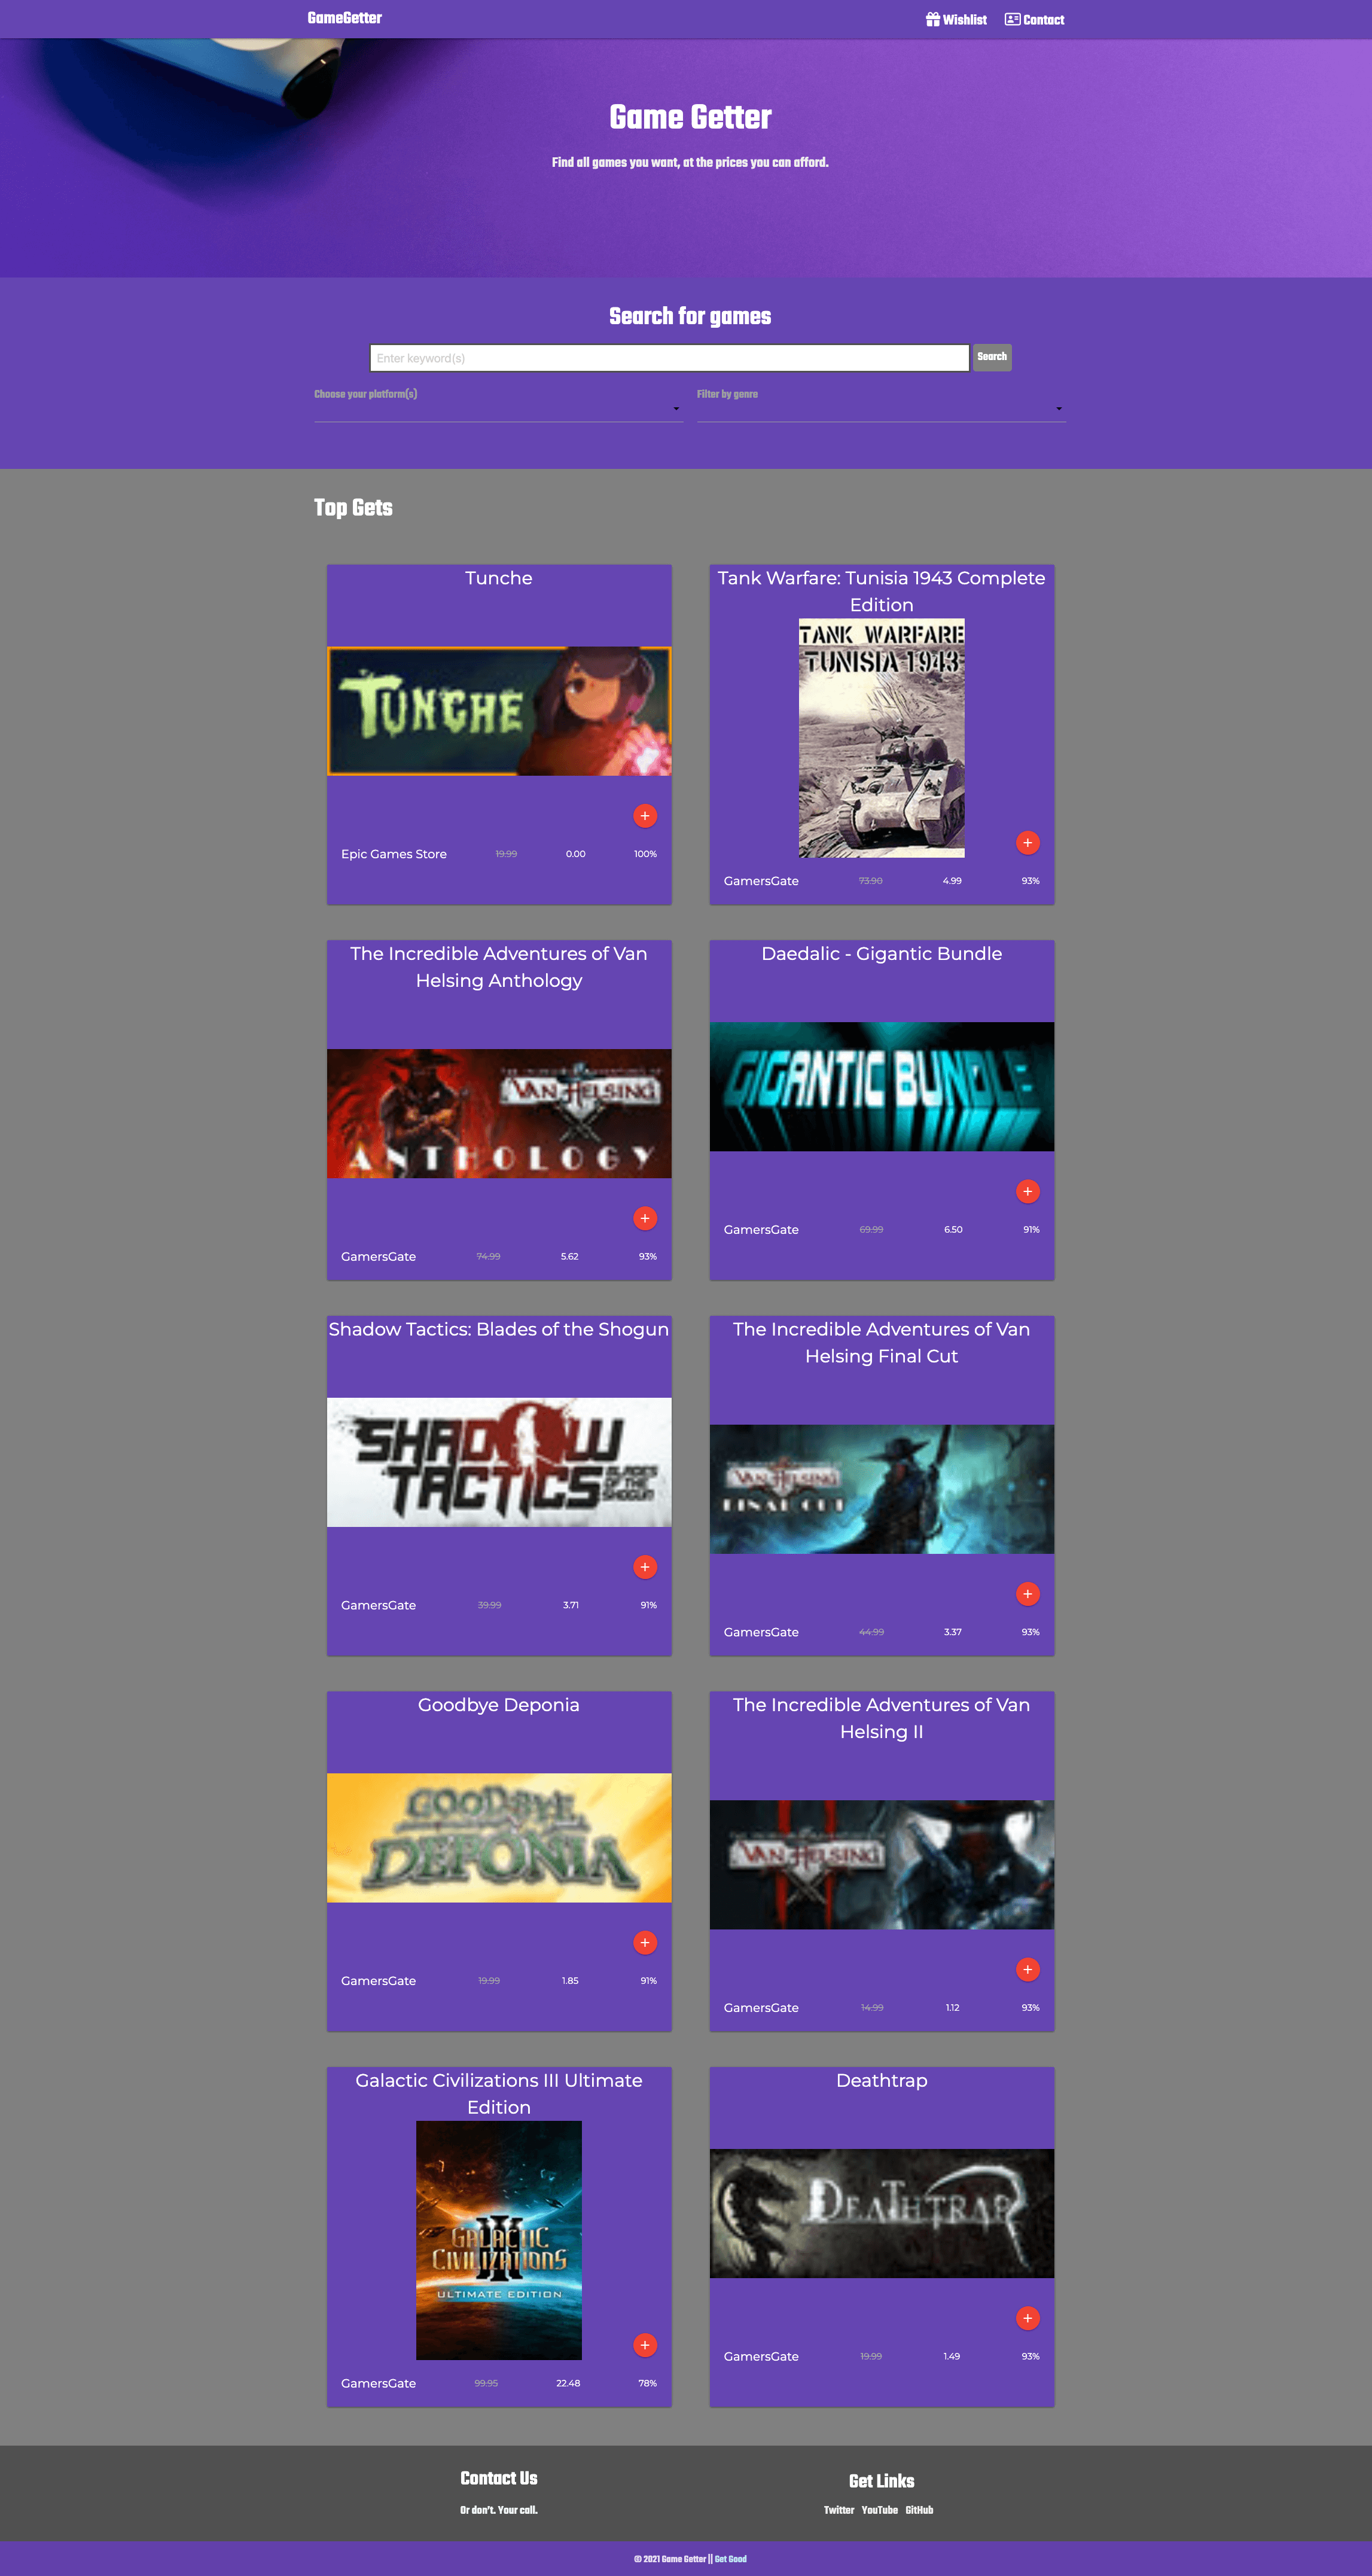 GameGetter
Wishlist
Contact
Game Getter
Find all games you want, at the prices you can afford.
Search for games
Enter keyword(s)
Search
Choose your platform(s)
Filter by genre
Top Gets
Tunche
TUNCHE
Epic Games Store 19.99 0.00 100%
Tank Warfare: Tunisia 1943 Complete
Edition
TANK WARFARE
TUNISIA 1943
GamersGate 73.90 4.99 93%
The Incredible Adventures of Van
Helsing Anthology
THE INCREDIBLE ADVENTURES OF
VAN HELSING
ANTHOLOGY
GamersGate 74.99 5.62 93%
Daedalic - Gigantic Bundle
GIGANTIC BUNDLE
GamersGate 69.99 6.50 91%
Shadow Tactics: Blades of the Shogun
SHADOW
TACTICS
BLADES
OF THE
SHOGUN
GamersGate 39.99 3.71 91%
The Incredible Adventures of Van
Helsing Final Cut
VAN HELSING
FINAL CUT
GamersGate 44.99 3.37 93%
Goodbye Deponia
GOODBYE
DEPONIA
GamersGate 19.99 1.85 91%
The Incredible Adventures of Van
Helsing II
II
VAN HELSING
GamersGate 14.99 1.12 93%
Galactic Civilizations III Ultimate
Edition
GALACTIC
CIVILIZATIONS
III
ULTIMATE EDITION
GamersGate 99.95 22.48 78%
Deathtrap
DEATHTRAP
GamersGate 19.99 1.49 93%
Contact Us
Or don't. Your call.
Get Links
Twitter YouTube GitHub
© 2021 Game Getter || Get Good